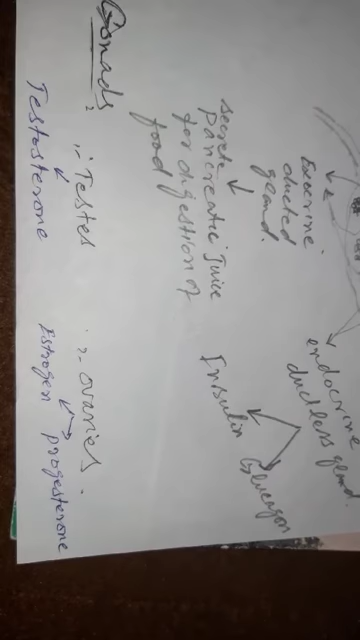 Exocrine
ducted
gland.
secrete
Pancreatic Juice
for digestion of
food
endocrine
ductless gland.
Insulin
Glucagon
Gonads:
Testes
Testosterone
ovaries.
Estrogen
progesterone